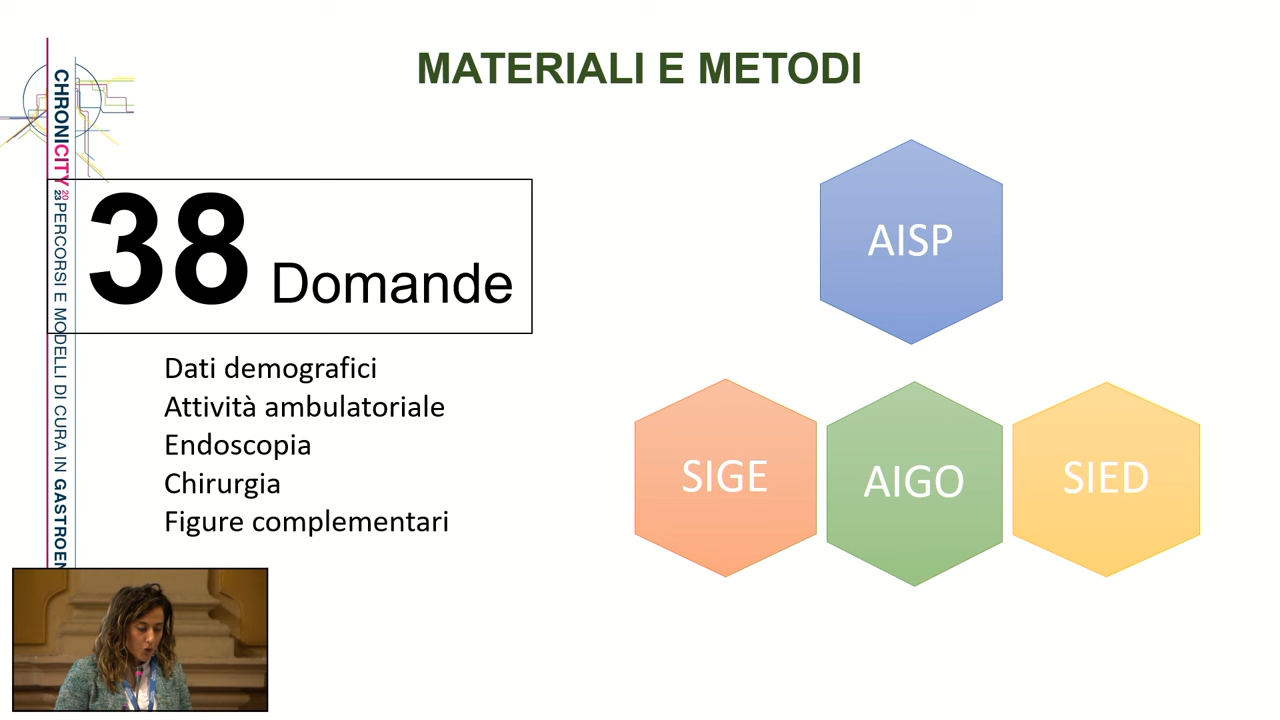 MATERIALI E METODI
CHRONICITY 2023 PERCORSI E MODELLI DI CURA IN GASTROEN
38 Domande
Dati demografici
Attività ambulatoriale
Endoscopia
Chirurgia
Figure complementari
AISP
SIGE
AIGO
SIED